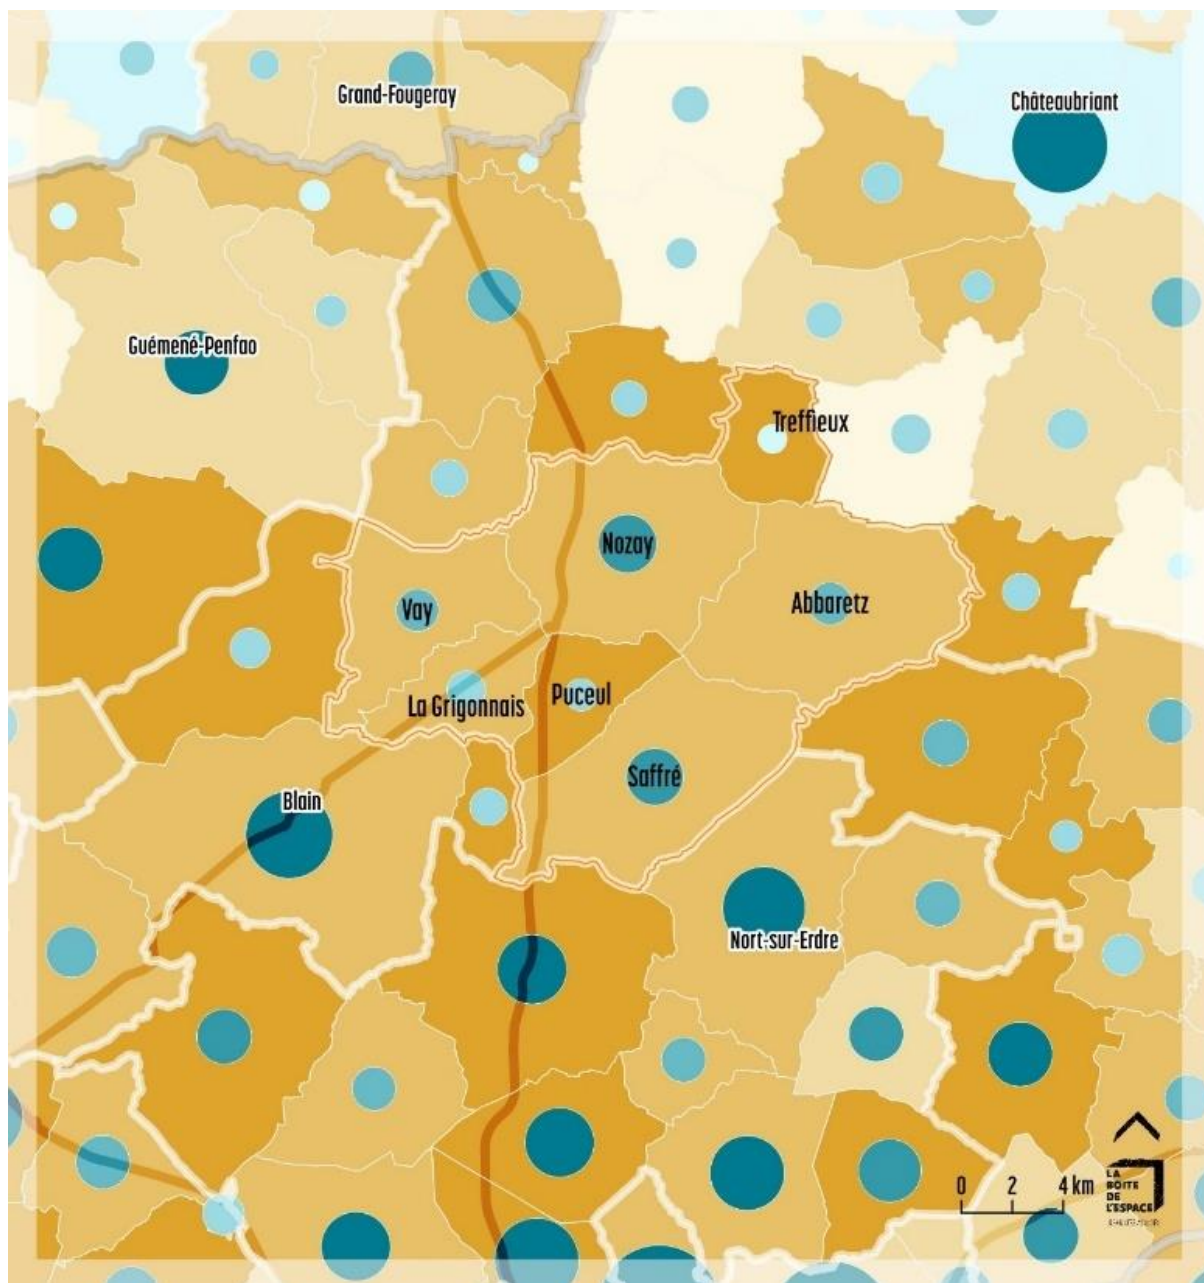 Grand-Fougeray
Châteaubriant
Guémené-Penfao
Treffieux
Nozay
Vay
Abbaretz
La Grigonnais
Puceul
Saffré
Blain
Nort-sur-Erdre
0 2 4 km
LA
BOITE
DE
L'ESPACE